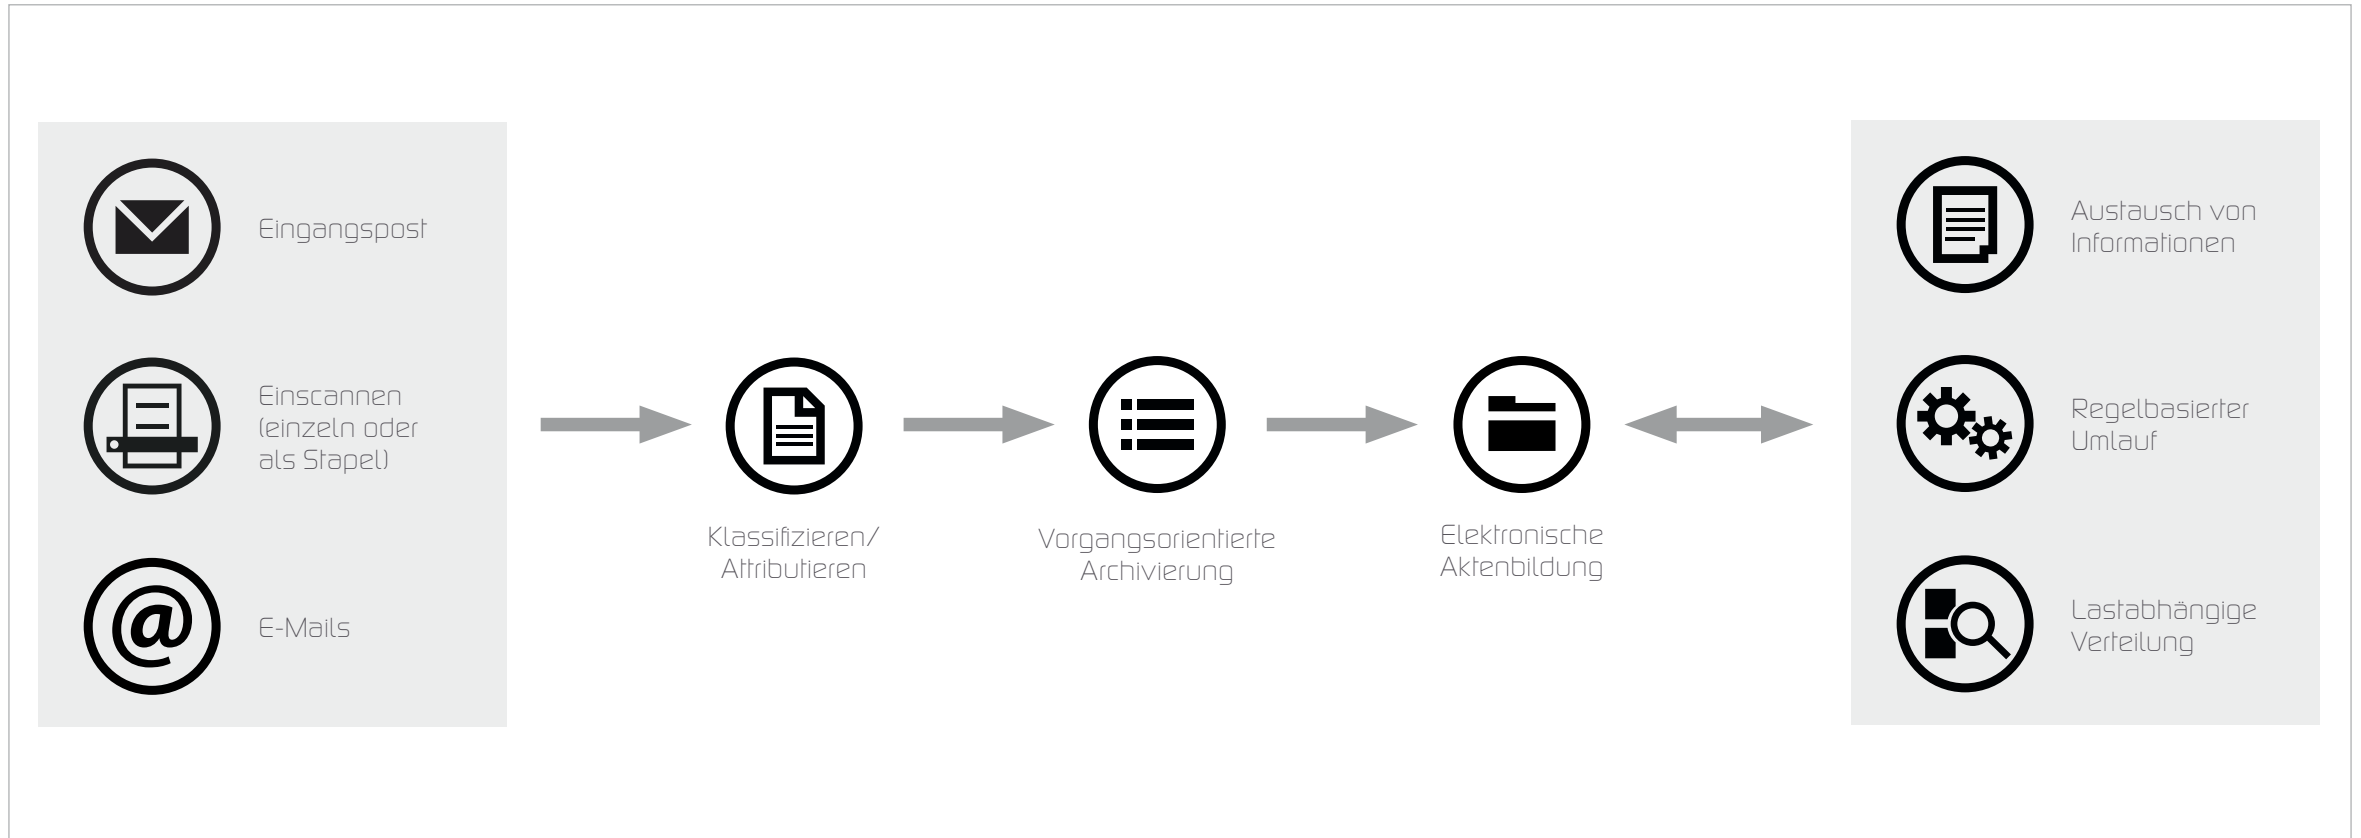 Eingangspost
Einscannen
(einzeln oder
als Stapel)
E-Mails
Klassifizieren/
Attributieren
Vorgangsorientierte
Archivierung
Elektronische
Aktenbildung
Austausch von
Informationen
Regelbasierter
Umlauf
Lastabhängige
Verteilung